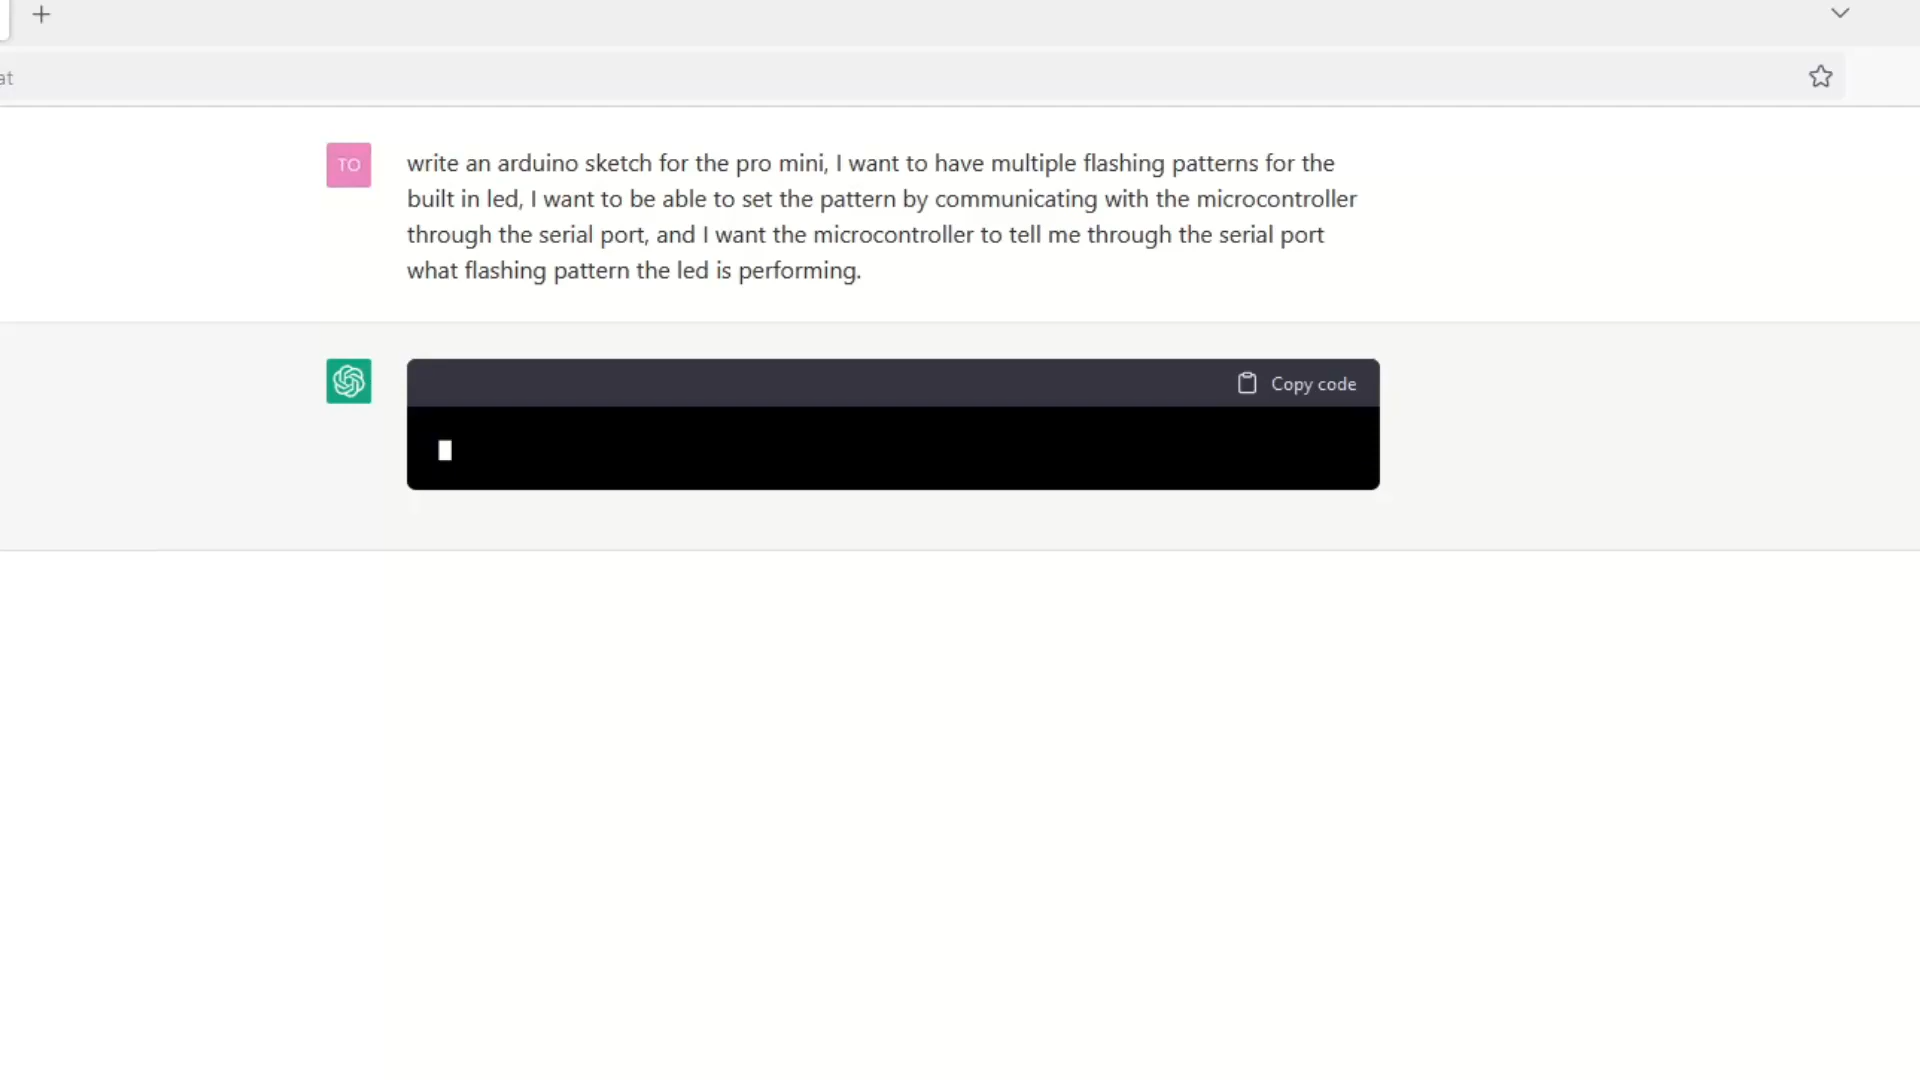 at
TO
write an arduino sketch for the pro mini, I want to have multiple flashing patterns for the
built in led, I want to be able to set the pattern by communicating with the microcontroller
through the serial port, and I want the microcontroller to tell me through the serial port
what flashing pattern the led is performing.
Copy code